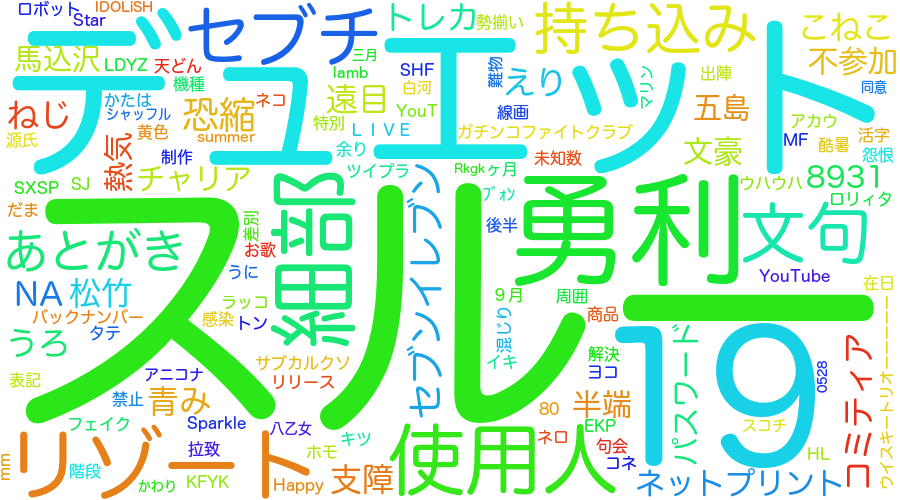 ロボット
IDOLiSH
Star
セブチ
トレカ
勢揃い
持ち込み
こねこ
馬込沢
LDYZ
天どん
三月
デュエット
lamb
SHF
難物
えり
マリン
出陣
不参加
機種
白河
同意
ねじ
かたは
シャッフル
恐縮
ネコ
遠目
YouT
線画
五島
アカウ
源氏
黄色
summer
特別
LIVE
ガチンコファイトクラブ
MF
酷暑
活字
熱気
制作
余り
未知数
文豪
怨恨
SXSP
SJ
チャリア
ツイプラ
Rkgk
ヶ月
ウハウハ
8931
だま
差別
細部
ブォン
勇利
ロリィタ
スルー
お歌
後半
文句
あとがき
うに
YouTube
NA
松竹
ラッコ
セブンイレブン
9月
周囲
在日
バックナンバー
感染
トン
混じり
商品
19
うろ
タテ
サブカルクソ
イキ
解決
パスワード
コミティア
ウィスキートリオーーーーー
表記
アニコナ
リリース
ヨコ
0528
禁止
青み
使用人
80
半端
フェイク
Sparkle
八乙女
EKP
スコチ
リゾート
拉致
ホモ
キツ
ネロ
句会
HL
mm
階段
かわり
KFYK
Happy
支障
コネ
ネットプリント